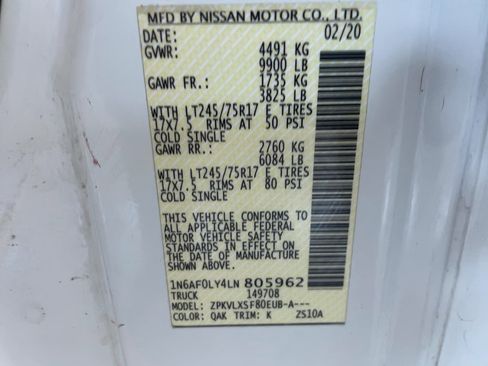 MFD BY NISSAN MOTOR CO., LTD.
DATE: 02/20
GVWR: 4491 KG
9900 LB
GAWR FR.: 1735 KG
3825 LB
WITH LT245/75R17 E TIRES
17X7.5 RIMS AT 50 PSI
COLD SINGLE
GAWR RR.: 2760 KG
6084 LB
WITH LT245/75R17 E TIRES
17X7.5 RIMS AT 80 PSI
COLD SINGLE
THIS VEHICLE CONFORMS TO
ALL APPLICABLE FEDERAL
MOTOR VEHICLE SAFETY
STANDARDS IN EFFECT ON
THE DATE OF MANUFACTURE
SHOWN ABOVE.
1N6AF0LY4LN 805962
TRUCK 149708
MODEL: ZPKVLXSF80EUB-A---
COLOR: QAK TRIM: K ZS10A